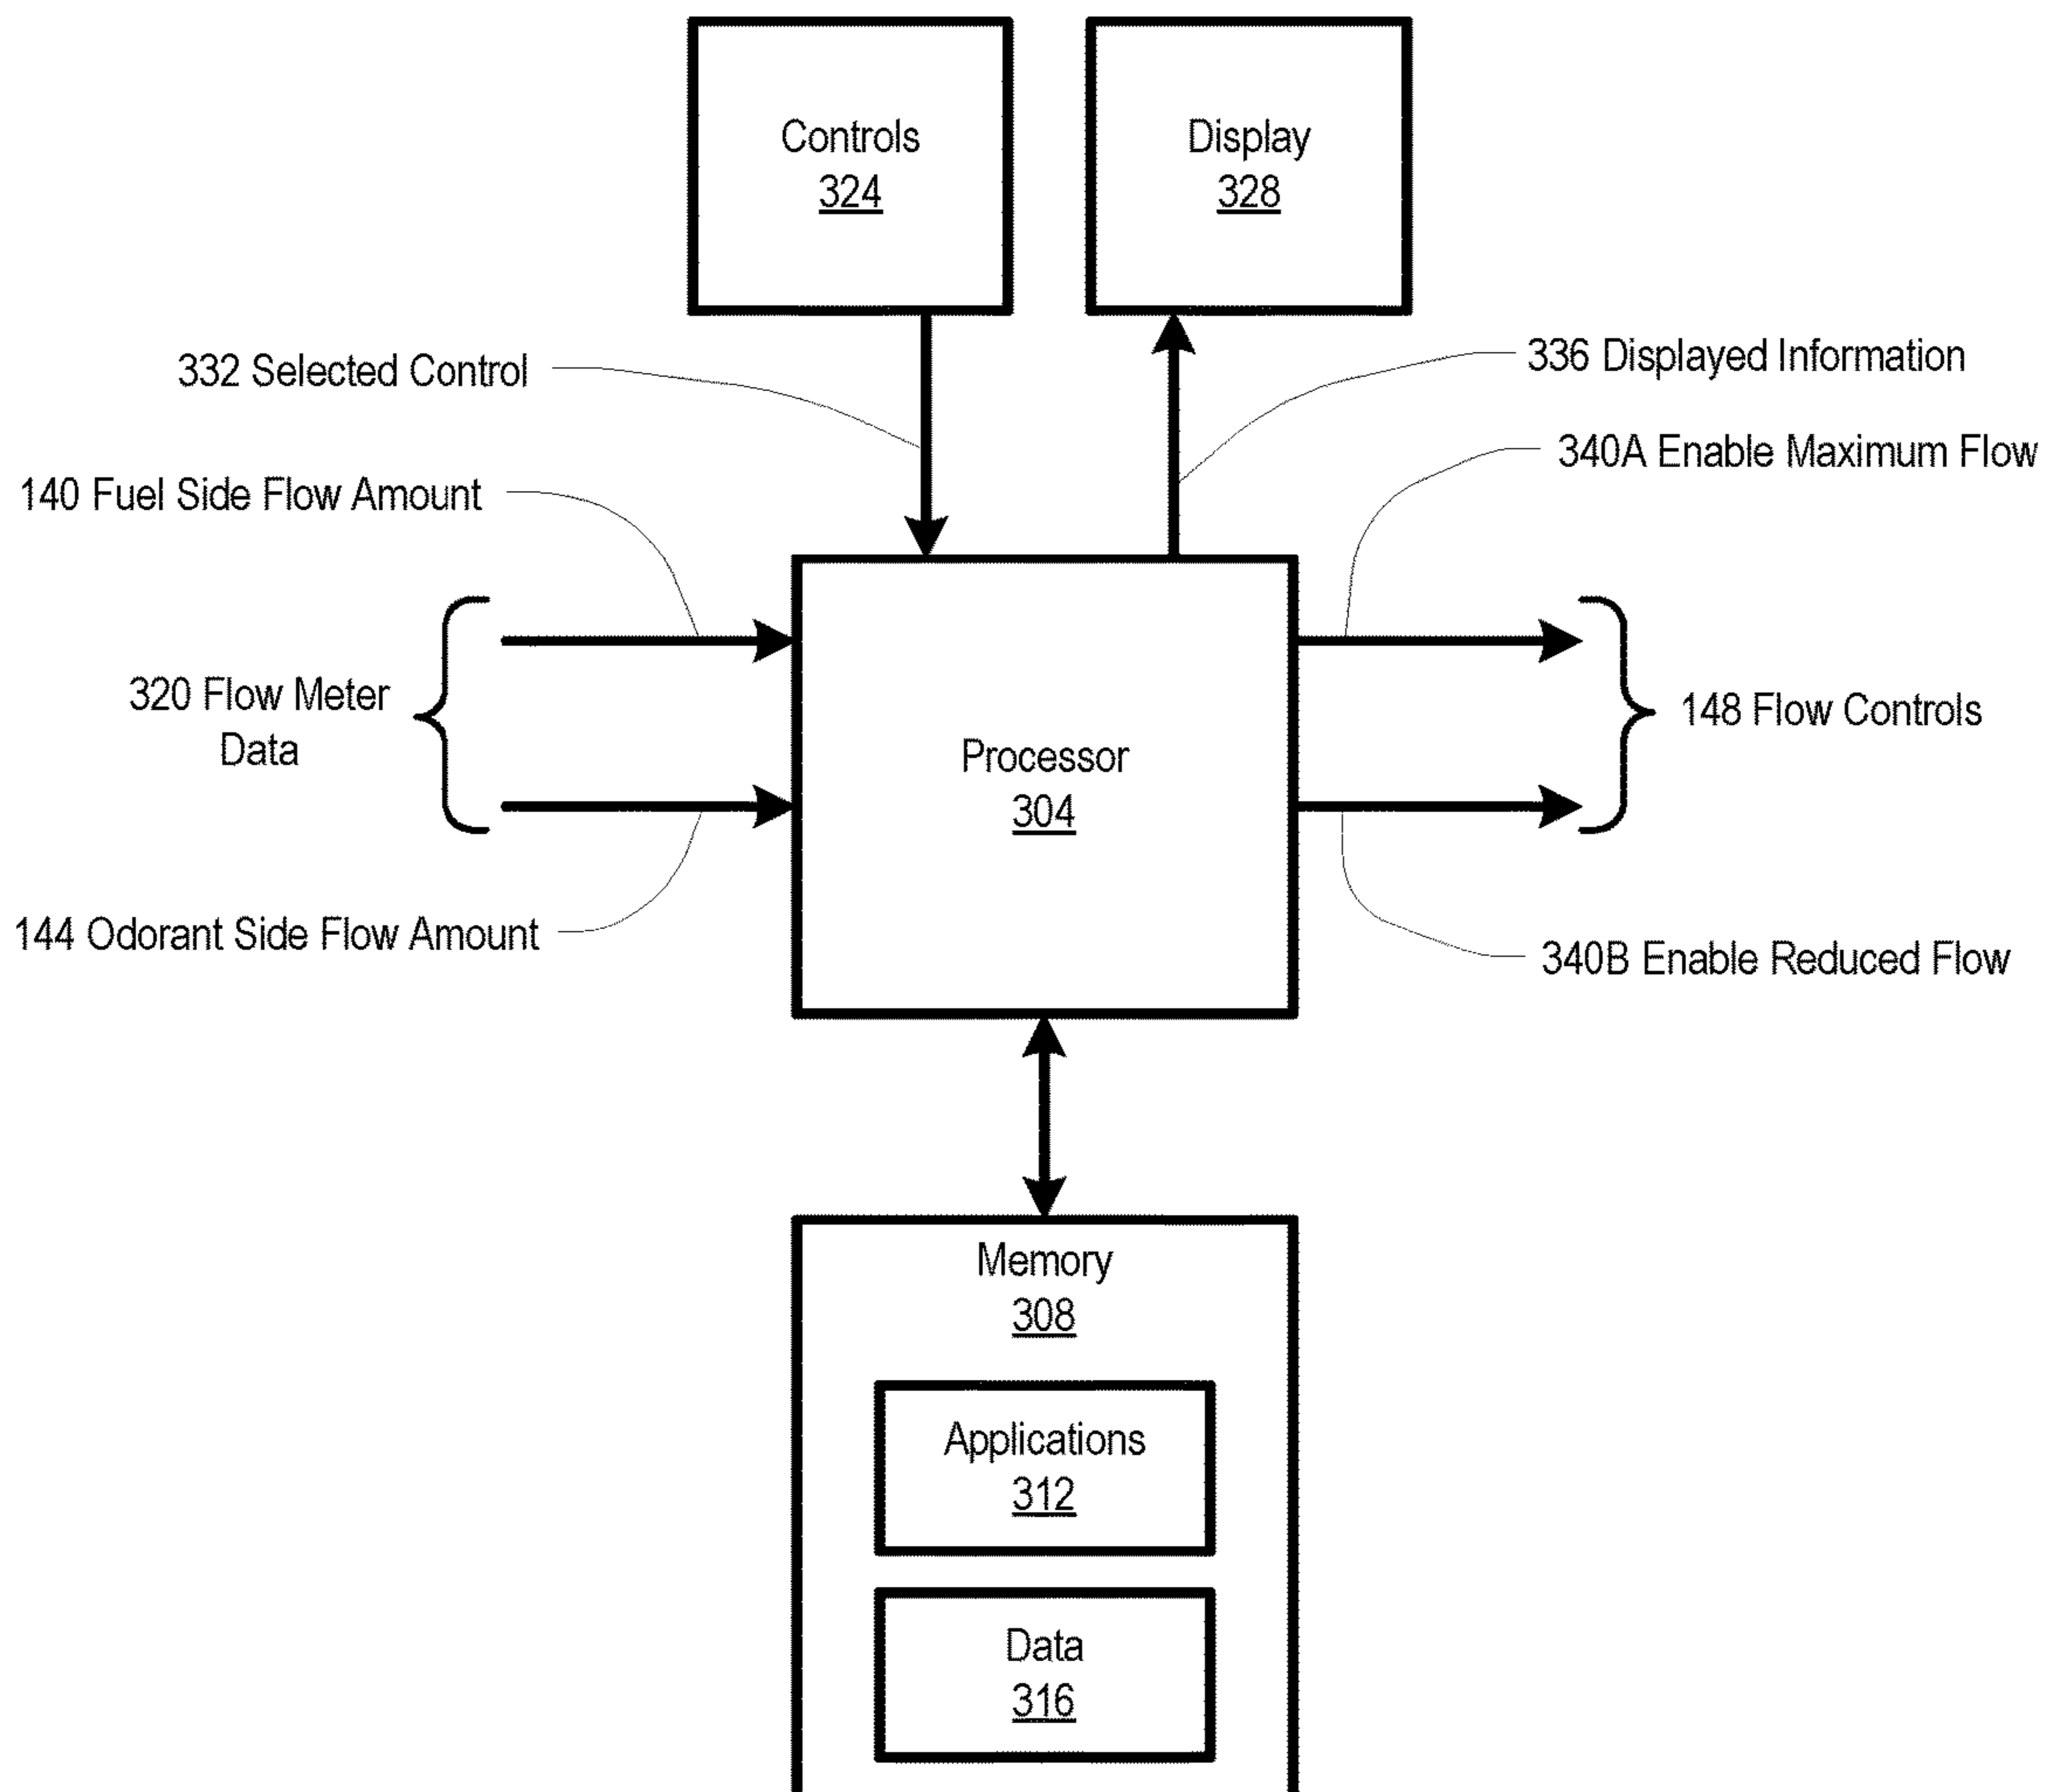 Controls
324
Display
328
332 Selected Control
336 Displayed Information
340A Enable Maximum Flow
140 Fuel Side Flow Amount
320 Flow Meter
Data
148 Flow Controls
Processor
304
144 Odorant Side Flow Amount
340B Enable Reduced Flow
Memory
308
Applications
312
Data
316